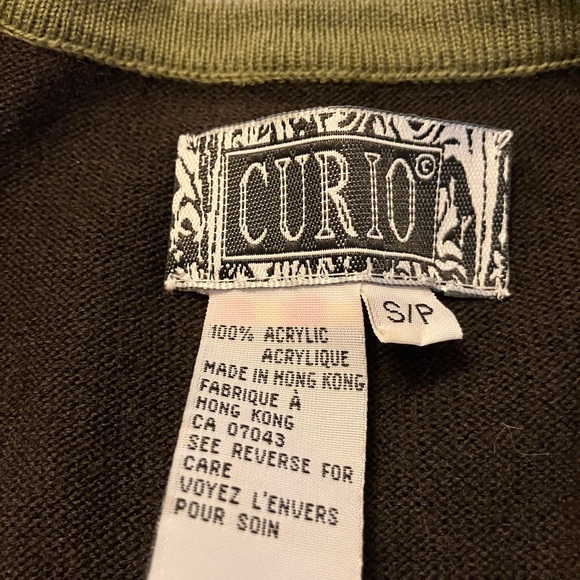 CURIO©
S/P
100% ACRYLIC
ACRYLIQUE
MADE IN HONG KONG
FABRIQUE À
HONG KONG
CA 07043
SEE REVERSE FOR
CARE
VOYEZ L'ENVERS
POUR SOIN